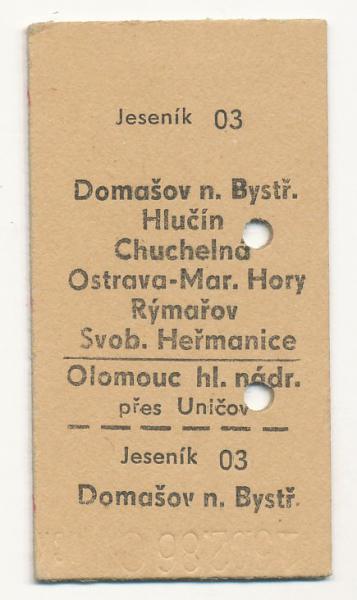 Jeseník 03
Domašov n. Bystř.
Hlučín
Chuchelná
Ostrava-Mar. Hory
Rýmařov
Svob. Heřmanice
Olomouc hl. nádr.
přes Uničov
Jeseník 03
Domašov n. Bystř.